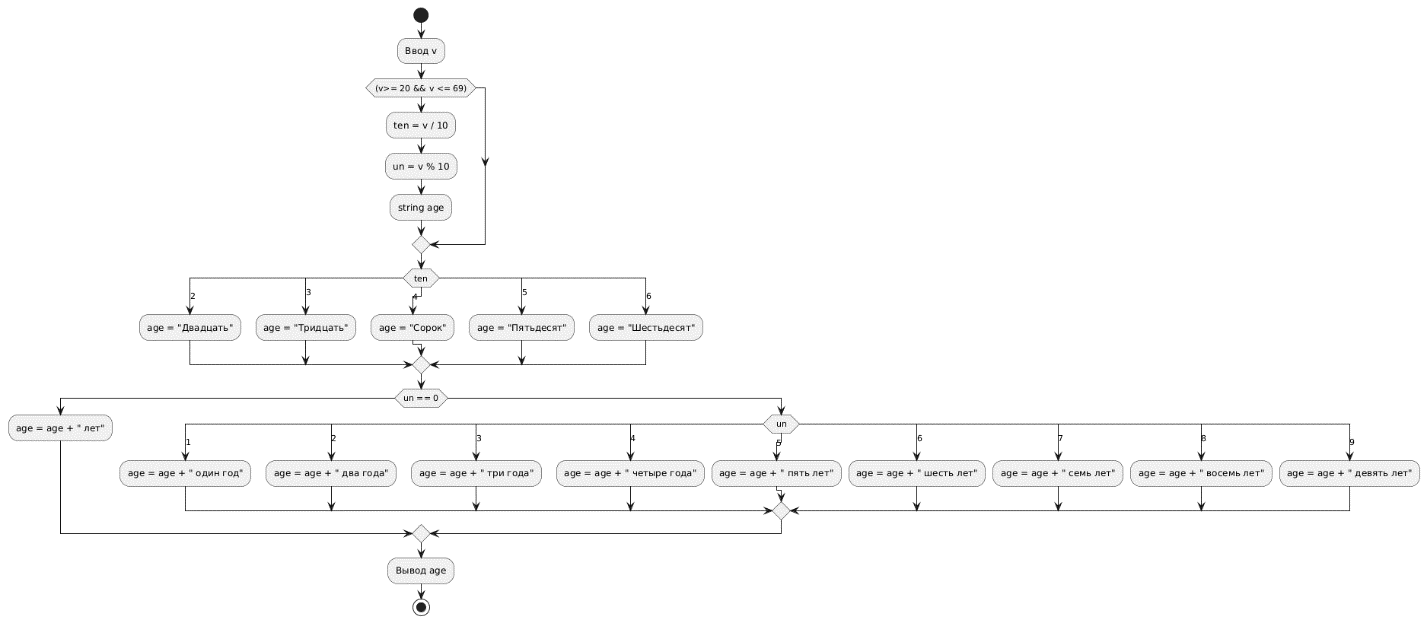 Ввод v
(v>= 20 && v <= 69)
ten = v / 10
un = v % 10
string age
ten
2
3
4
5
6
age = "Двадцать"
age = "Тридцать"
age = "Сорок"
age = "Пятьдесят"
age = "Шестьдесят"
un == 0
age = age + " лет"
un
1
2
3
4
5
6
7
8
9
age = age + " один год"
age = age + " два года"
age = age + " три года"
age = age + " четыре года"
age = age + " пять лет"
age = age + " шесть лет"
age = age + " семь лет"
age = age + " восемь лет"
age = age + " девять лет"
Вывод age